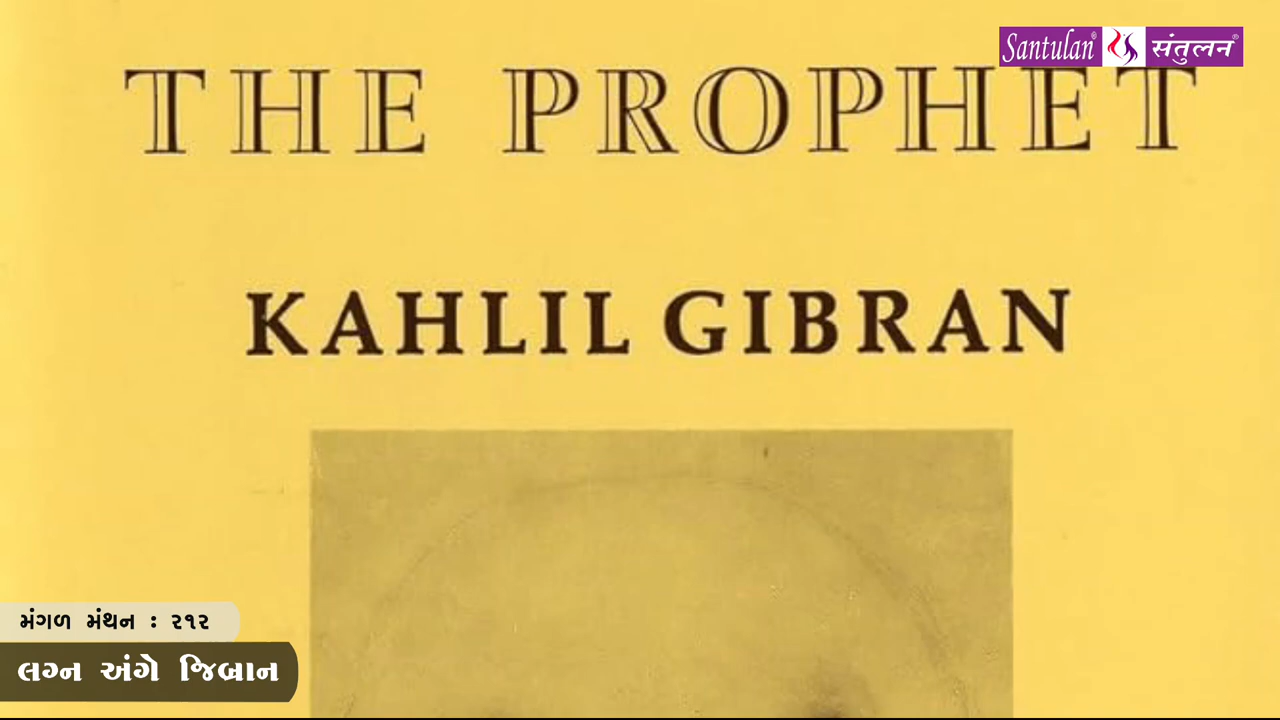 Santulan® संतुलन®
THE PROPHET
KAHLIL GIBRAN
મંગળ મંથન : ૨૧૨
લગ્ન અંગે જિબ્રાન